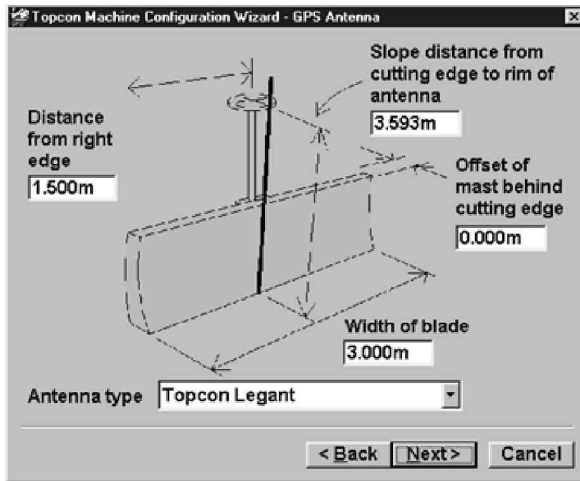 Topcon Machine Configuration Wizard - GPS Antenna
Slope distance from
cutting edge to rim of
antenna
3.593m
Distance
from right
edge
1.500m
Offset of
mast behind
cutting edge
0.000m
Width of blade
3.000m
Antenna type
Topcon Legant
< Back
Next >
Cancel